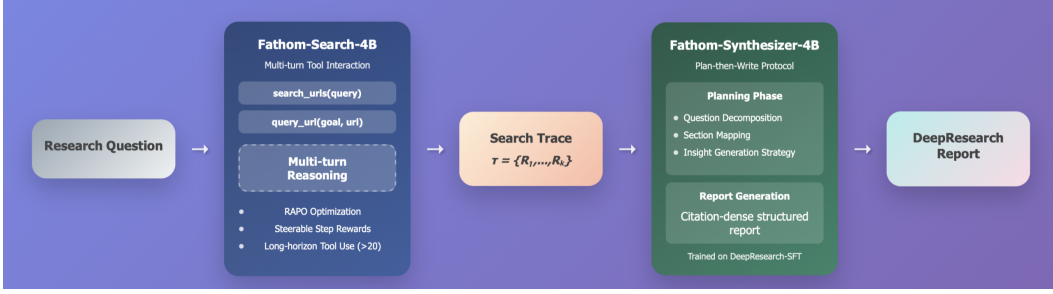 Research Question
→
Fathom-Search-4B
Multi-turn Tool Interaction
search_urls(query)
query_url(goal, url)
Multi-turn
Reasoning
• RAPO Optimization
• Steerable Step Rewards
• Long-horizon Tool Use (>20)
→
Search Trace
τ = {R₁,...,Rₖ}
→
Fathom-Synthesizer-4B
Plan-then-Write Protocol
Planning Phase
• Question Decomposition
• Section Mapping
• Insight Generation Strategy
Report Generation
Citation-dense structured
report
Trained on DeepResearch-SFT
→
DeepResearch
Report